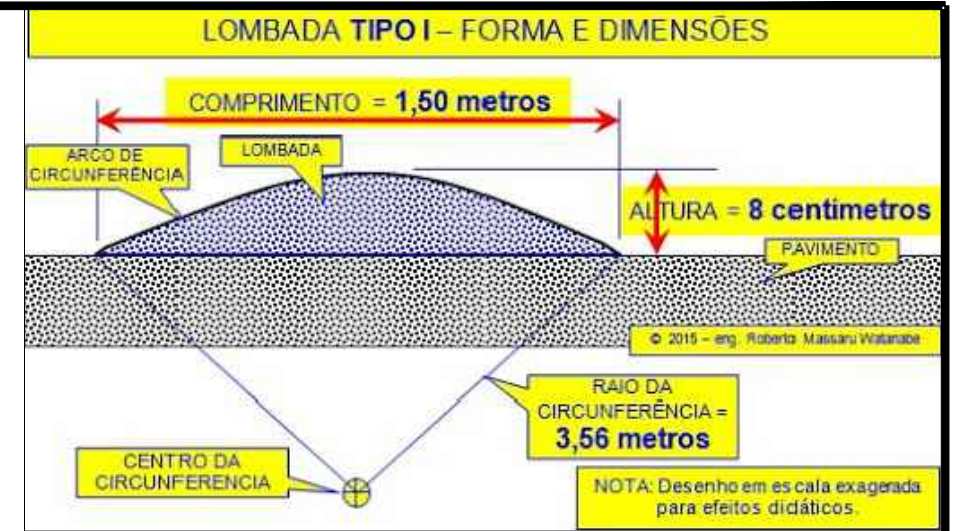 LOMBADA TIPO I – FORMA E DIMENSÕES
COMPRIMENTO = 1,50 metros
ARCO DE
CIRCUNFERÊNCIA
LOMBADA
ALTURA = 8 centímetros
PAVIMENTO
© 2015 – eng. Roberto Massaru Watanabe
RAIO DA
CIRCUNFERÊNCIA =
3,56 metros
CENTRO DA
CIRCUNFERENCIA
NOTA: Desenho em escala exagerada
para efeitos didáticos.